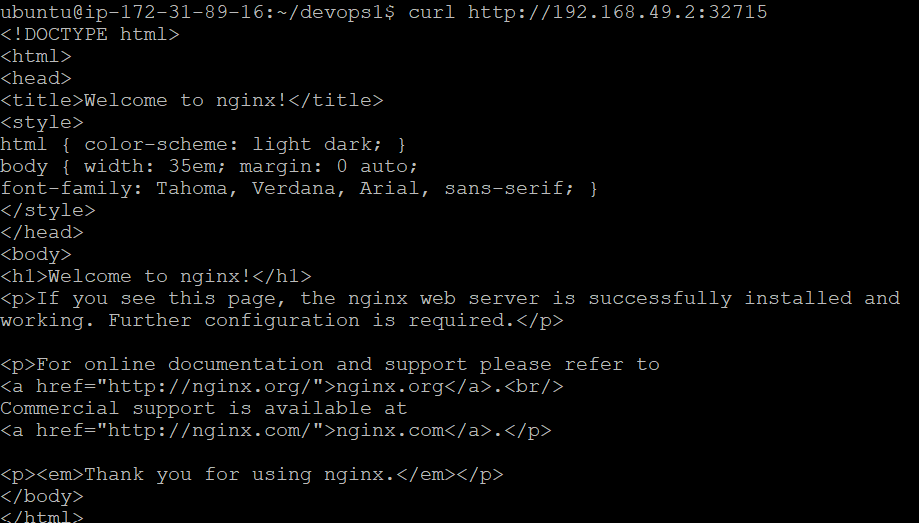 ubuntu@ip-172-31-89-16:~/devops1$ curl http://192.168.49.2:32715
<!DOCTYPE html>
<html>
<head>
<title>Welcome to nginx!</title>
<style>
html { color-scheme: light dark; }
body { width: 35em; margin: 0 auto;
font-family: Tahoma, Verdana, Arial, sans-serif; }
</style>
</head>
<body>
<h1>Welcome to nginx!</h1>
<p>If you see this page, the nginx web server is successfully installed and
working. Further configuration is required.</p>

<p>For online documentation and support please refer to
<a href="http://nginx.org/">nginx.org</a>.<br/>
Commercial support is available at
<a href="http://nginx.com/">nginx.com</a>.</p>

<p><em>Thank you for using nginx.</em></p>
</body>
</html>